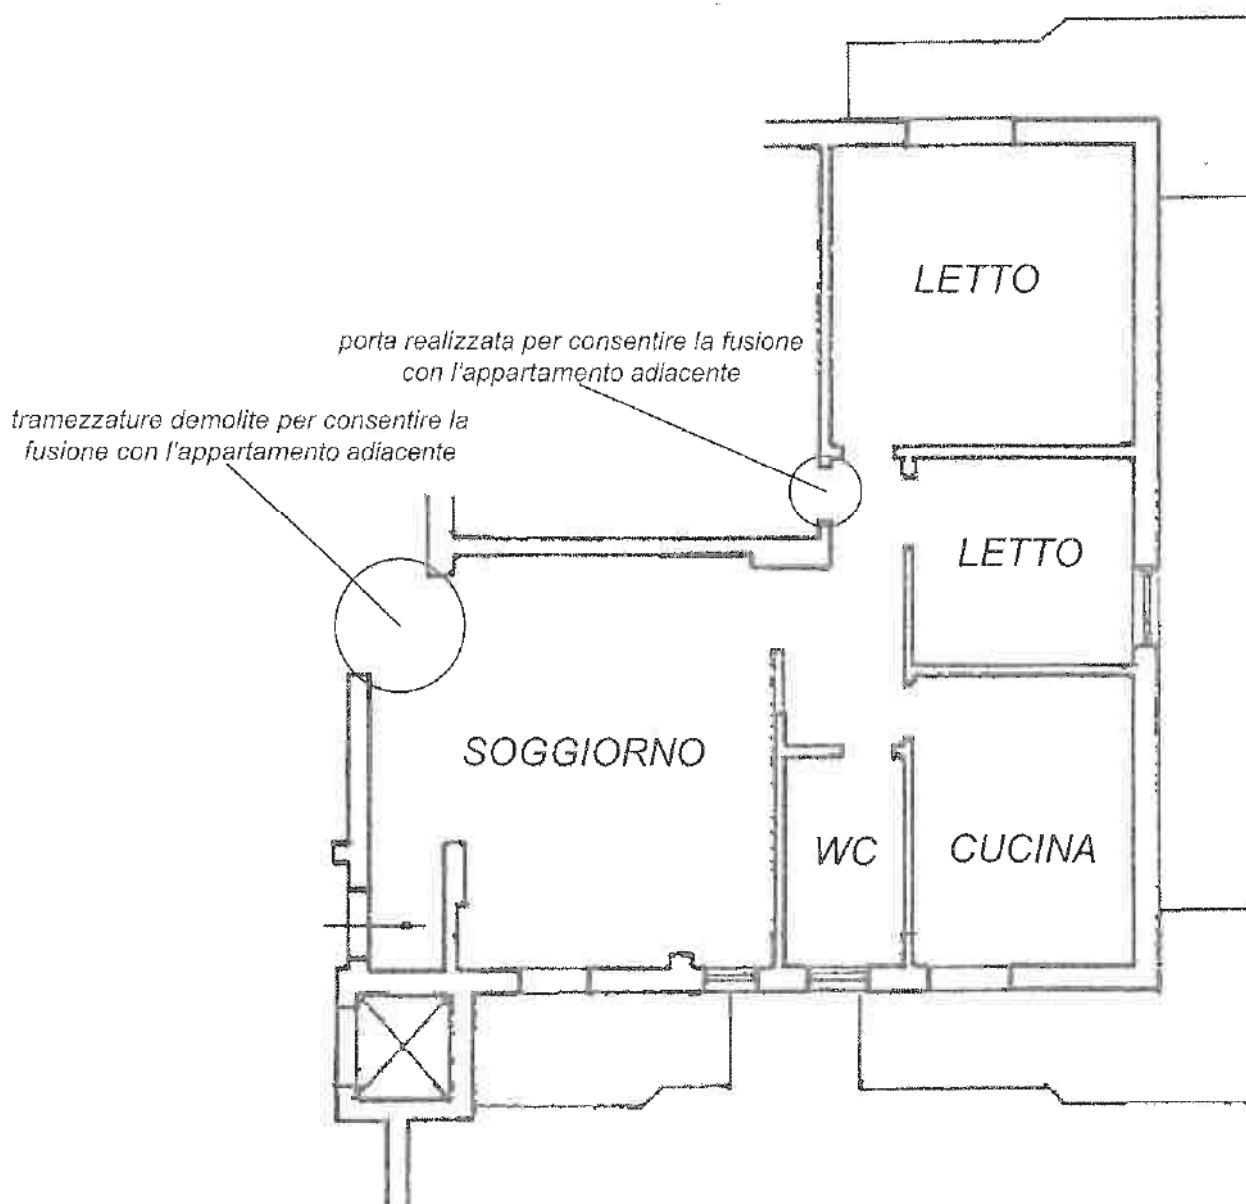 LETTO
porta realizzata per consentire la fusione
con l'appartamento adiacente
tramezzature demolite per consentire la
fusione con l'appartamento adiacente
LETTO
SOGGIORNO
WC
CUCINA